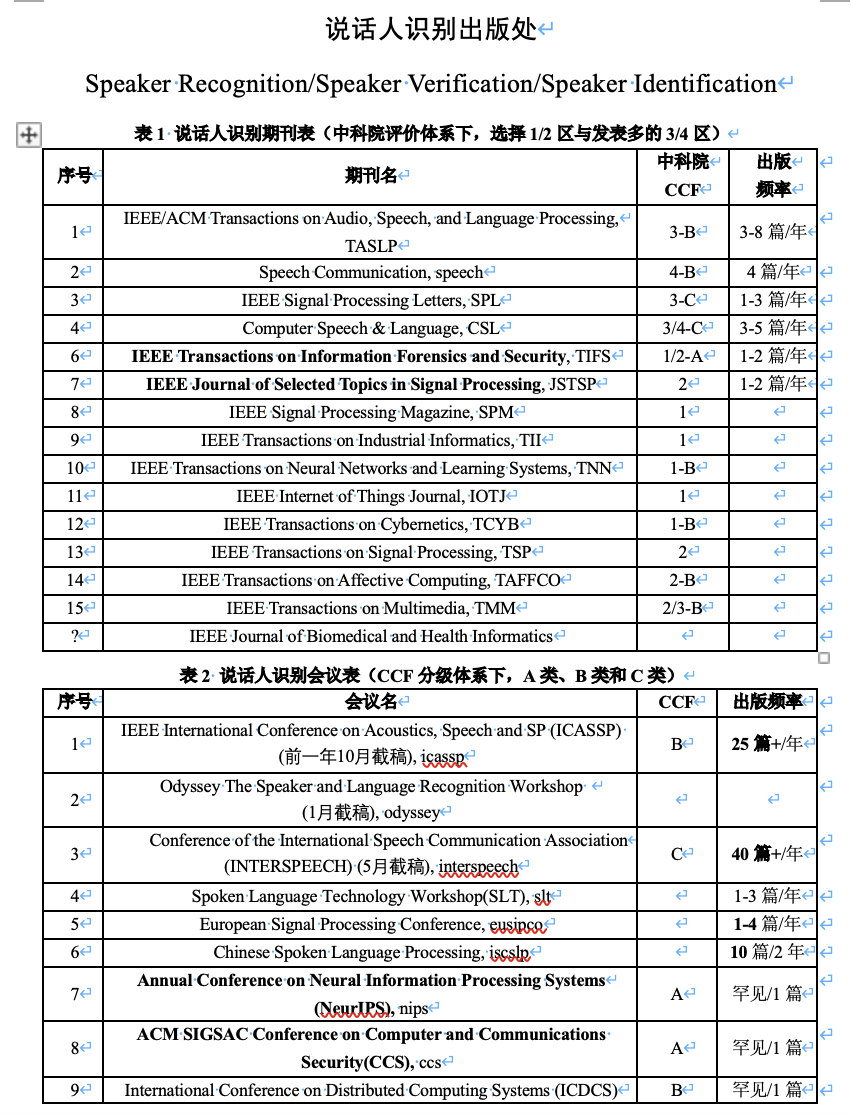 说话人识别出版处
Speaker Recognition/Speaker Verification/Speaker Identification
表 1 说话人识别期刊表（中科院评价体系下，选择 1/2 区与发表多的 3/4 区）
序号 期刊名 中科院 CCF 出版 频率
1 IEEE/ACM Transactions on Audio, Speech, and Language Processing, TASLP 3-B 3-8 篇/年
2 Speech Communication, speech 4-B 4 篇/年
3 IEEE Signal Processing Letters, SPL 3-C 1-3 篇/年
4 Computer Speech & Language, CSL 3/4-C 3-5 篇/年
6 IEEE Transactions on Information Forensics and Security, TIFS 1/2-A 1-2 篇/年
7 IEEE Journal of Selected Topics in Signal Processing, JSTSP 2 1-2 篇/年
8 IEEE Signal Processing Magazine, SPM 1
9 IEEE Transactions on Industrial Informatics, TII 1
10 IEEE Transactions on Neural Networks and Learning Systems, TNN 1-B
11 IEEE Internet of Things Journal, IOTJ 1
12 IEEE Transactions on Cybernetics, TCYB 1-B
13 IEEE Transactions on Signal Processing, TSP 2
14 IEEE Transactions on Affective Computing, TAFFCO 2-B
15 IEEE Transactions on Multimedia, TMM 2/3-B
? IEEE Journal of Biomedical and Health Informatics
表 2 说话人识别会议表（CCF 分级体系下，A 类、B 类和 C 类）
序号 会议名 CCF 出版频率
1 IEEE International Conference on Acoustics, Speech and SP (ICASSP) (前一年10月截稿), icassp B 25 篇+/年
2 Odyssey The Speaker and Language Recognition Workshop (1月截稿), odyssey
3 Conference of the International Speech Communication Association (INTERSPEECH) (5月截稿), interspeech C 40 篇+/年
4 Spoken Language Technology Workshop(SLT), slt 1-3 篇/年
5 European Signal Processing Conference, eusipco 1-4 篇/年
6 Chinese Spoken Language Processing, iscslp 10 篇/2 年
7 Annual Conference on Neural Information Processing Systems (NeurIPS), nips A 罕见/1 篇
8 ACM SIGSAC Conference on Computer and Communications Security(CCS), ccs A 罕见/1 篇
9 International Conference on Distributed Computing Systems (ICDCS) B 罕见/1 篇